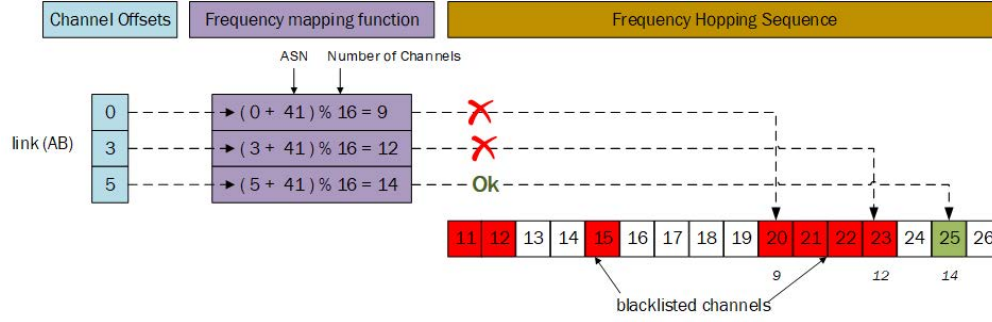 Channel Offsets Frequency mapping function Frequency Hopping Sequence
ASN Number of Channels
0 ( 0 + 41 ) % 16 = 9
link (AB) 3 ( 3 + 41 ) % 16 = 12
5 ( 5 + 41 ) % 16 = 14 Ok
11 12 13 14 15 16 17 18 19 20 21 22 23 24 25 26
9 12 14
blacklisted channels